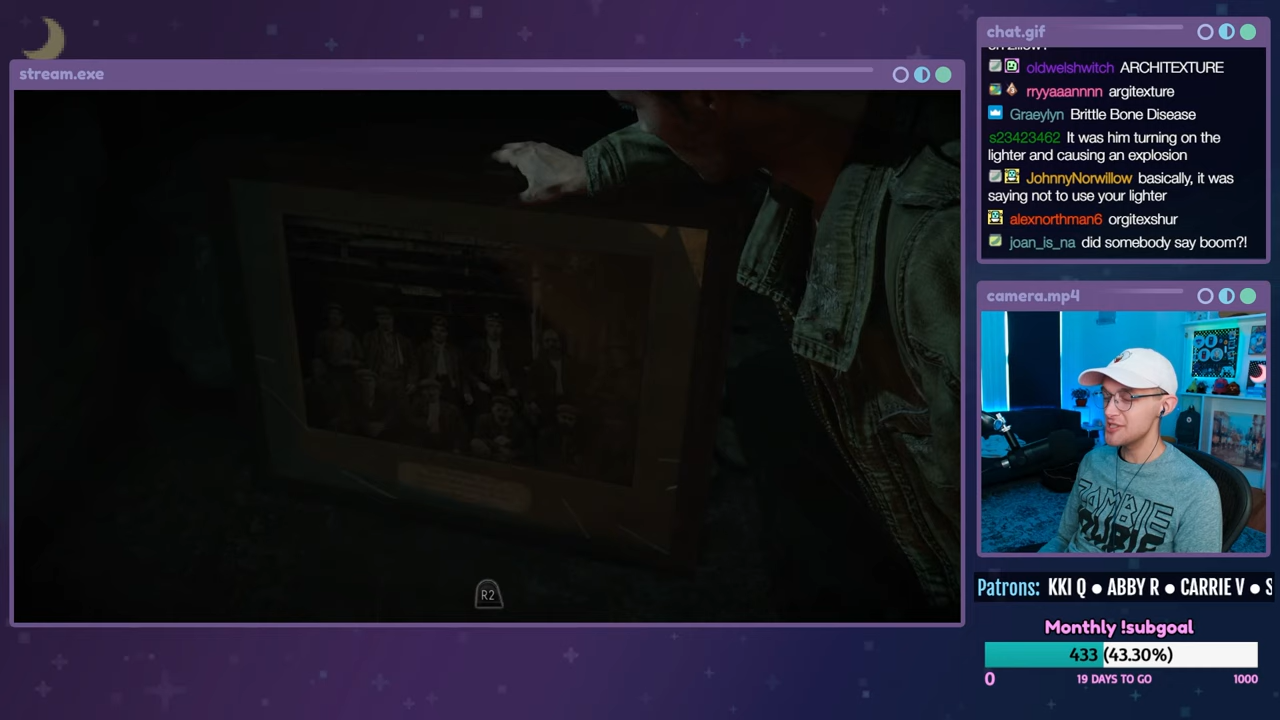 stream.exe
R2
chat.gif
oldwelshwitch ARCHITEXTURE
rryyaaannnn argitexture
Graeylyn Brittle Bone Disease
s23423462 It was him turning on the
lighter and causing an explosion
JohnnyNorwillow basically, it was
saying not to use your lighter
alexnorthman6 orgitexshur
joan_is_na did somebody say boom?!
camera.mp4
ZOMBIE
Patrons: KKI Q ● ABBY R ● CARRIE V ● S
Monthly !subgoal
433 (43.30%)
0 19 DAYS TO GO 1000